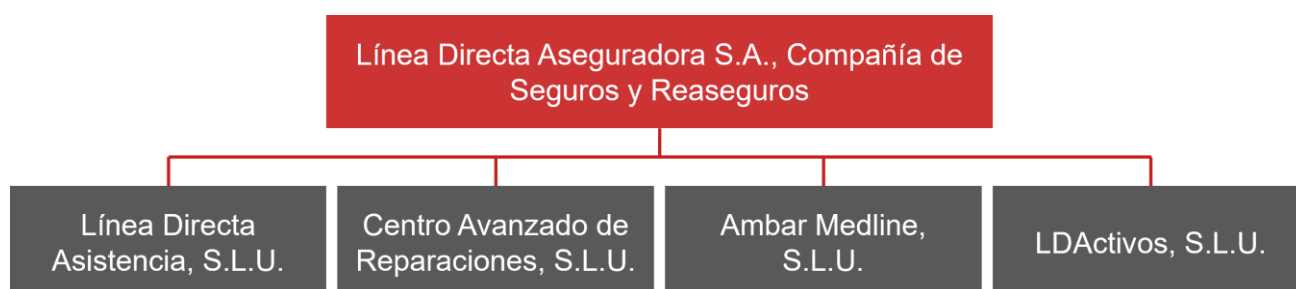 Línea Directa Aseguradora S.A., Compañía de
Seguros y Reaseguros
Línea Directa
Asistencia, S.L.U.
Centro Avanzado de
Reparaciones, S.L.U.
Ambar Medline,
S.L.U.
LDActivos, S.L.U.